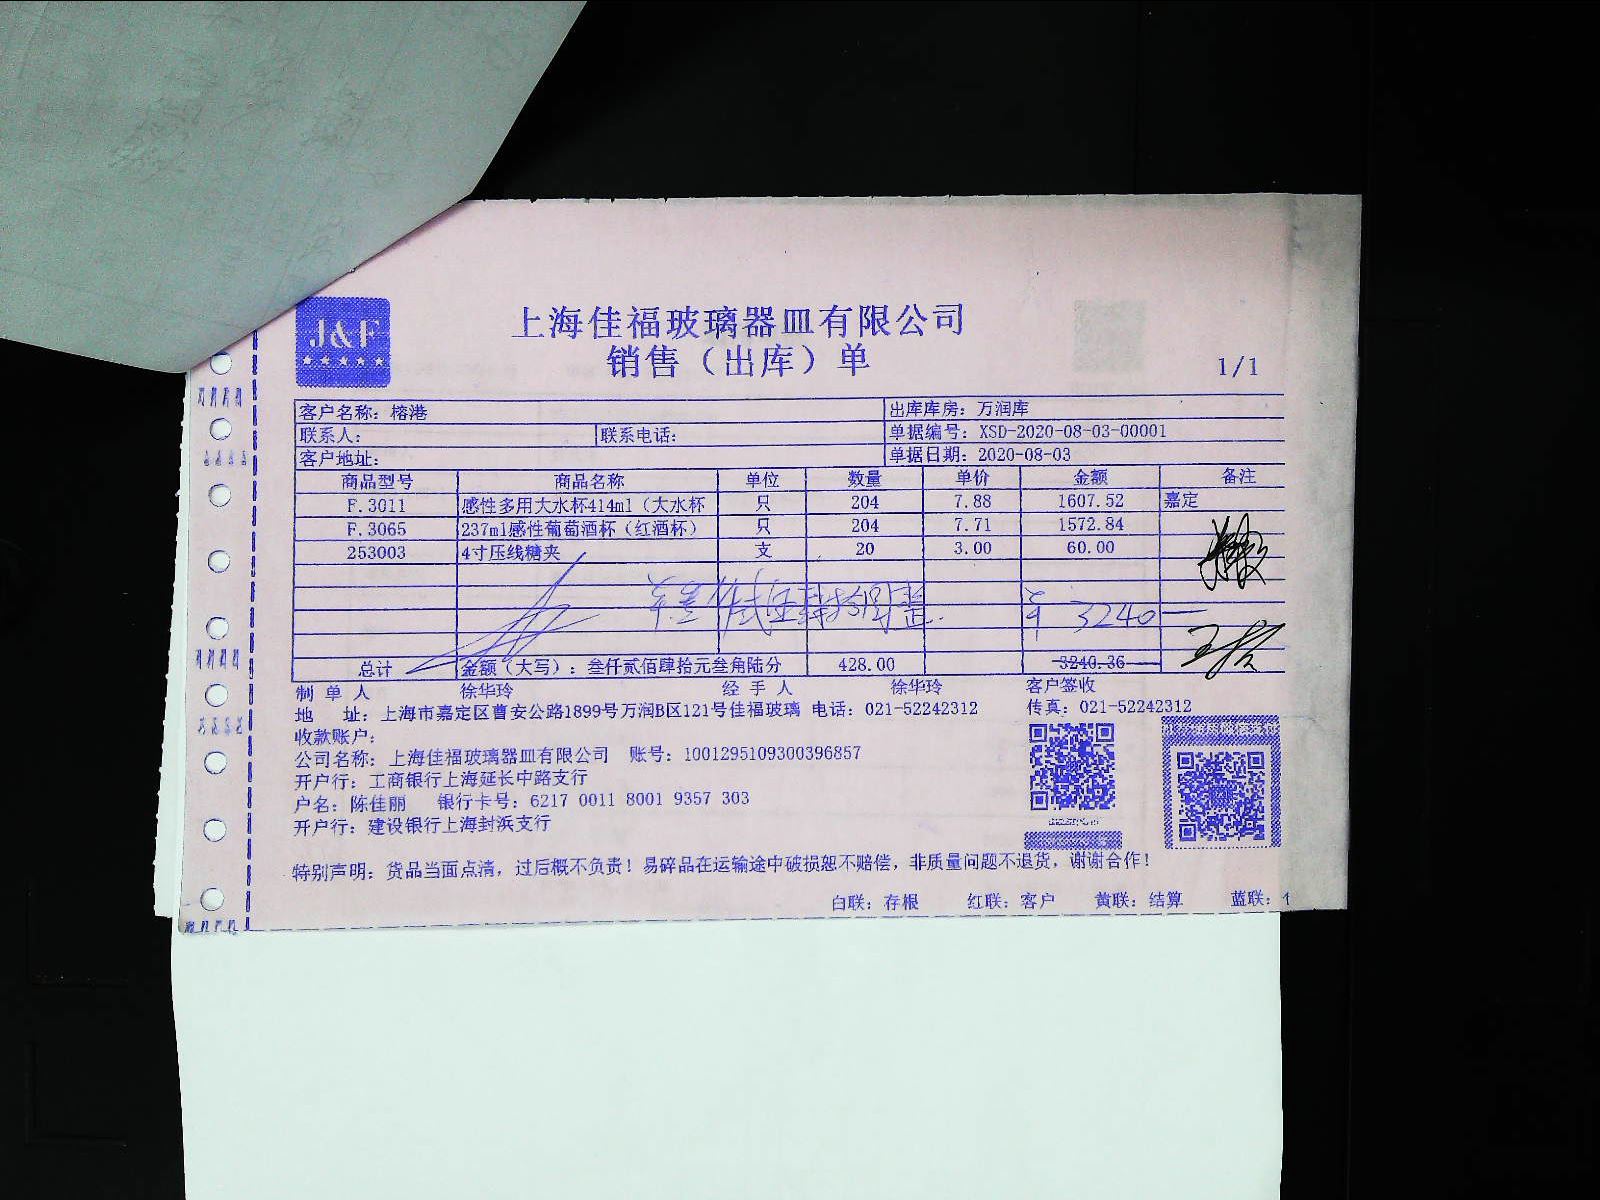 J&F
上海佳福玻璃器皿有限公司
销售（出库）单
1/1
客户名称：榕港 出库库房：万润库
联系人： 联系电话： 单据编号：XSD-2020-08-03-00001
客户地址： 单据日期：2020-08-03
商品型号 商品名称 单位 数量 单价 金额 备注
F.3011 感性多用大水杯414ml（大水杯 只 204 7.88 1607.52 嘉定
F.3065 237ml感性葡萄酒杯（红酒杯） 只 204 7.71 1572.84
253003 4寸压线糖夹 支 20 3.00 60.00
3240
总计 金额（大写）：叁仟贰佰肆拾元叁角陆分 428.00 3240.36
制单人 徐华玲 经手人 徐华玲 客户签收
地 址：上海市嘉定区曹安公路1899号万润B区121号佳福玻璃 电话：021-52242312 传真：021-52242312
收款账户：
公司名称：上海佳福玻璃器皿有限公司 账号：1001295109300396857
开户行：工商银行上海延长中路支行
户名：陈佳丽 银行卡号：6217 0011 8001 9357 303
开户行：建设银行上海封浜支行
特别声明：货品当面点清，过后概不负责！易碎品在运输途中破损恕不赔偿，非质量问题不退货，谢谢合作！
白联：存根 红联：客户 黄联：结算 蓝联：